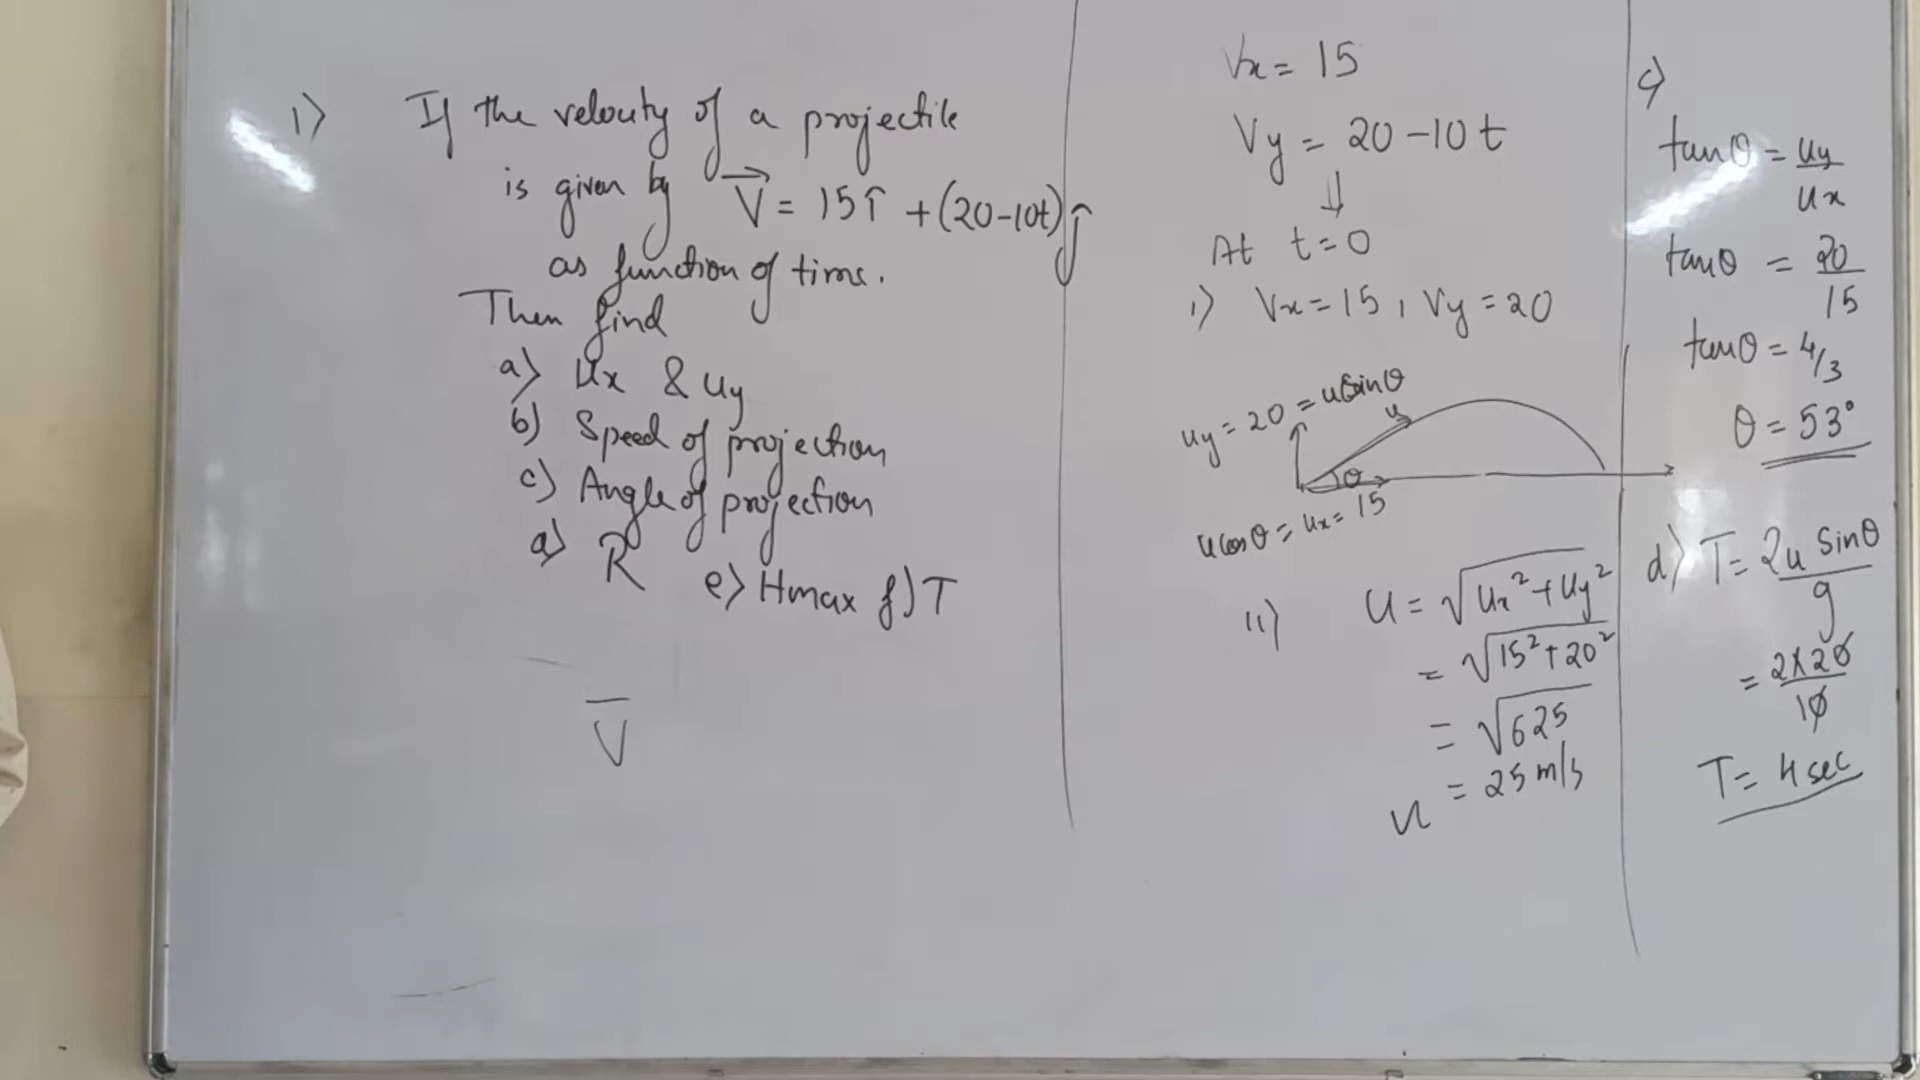 1) If the velocity of a projectile
is given by V⃗ = 15î + (20-10t)ĵ
as function of time.
Then find
a) Ux & Uy
b) Speed of projection
c) Angle of projection
d) R e) Hmax f) T
V̅
Vx = 15
Vy = 20-10t
⇓
At t=0
i) Vx = 15, Vy = 20
uy = 20 = u sinθ
u
θ
15
u cosθ = ux = 15
ii) U = √(Ux² + Uy²)
= √(15² + 20²)
= √625
u = 25 m/s
c)
tanθ = uy/ux
tanθ = 20/15
tanθ = 4/3
θ = 53°
d) T = 2u sinθ/g
= 2×20/10
T = 4 sec